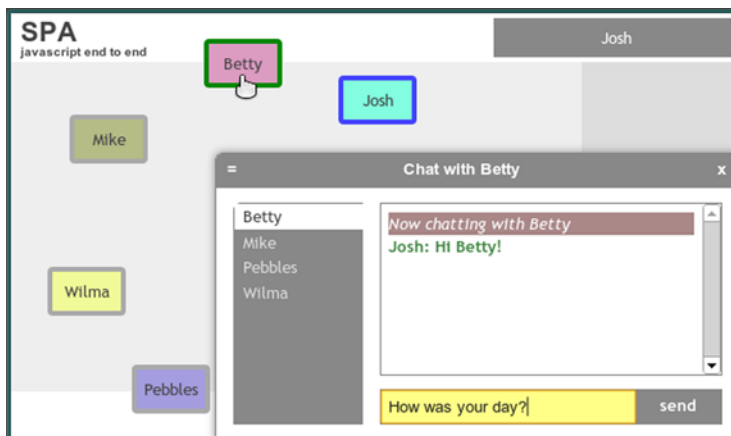 SPA
javascript end to end
Josh
Betty
Josh
Mike
Wilma
Pebbles
= Chat with Betty x
Betty
Mike
Pebbles
Wilma
Now chatting with Betty
Josh: Hi Betty!
How was your day?
send